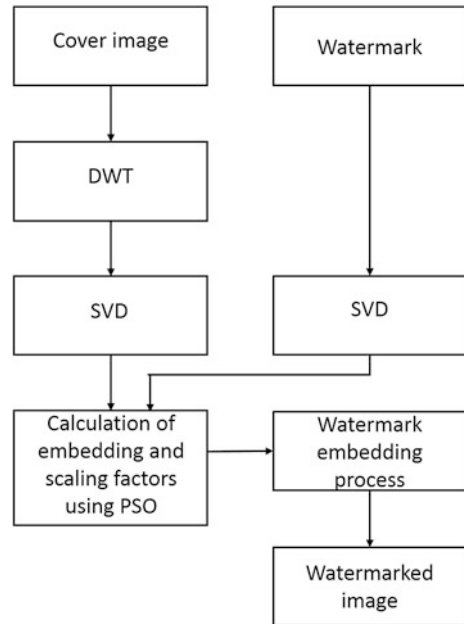 Cover image
Watermark
DWT
SVD
SVD
Calculation of
embedding and
scaling factors
using PSO
Watermark
embedding
process
Watermarked
image